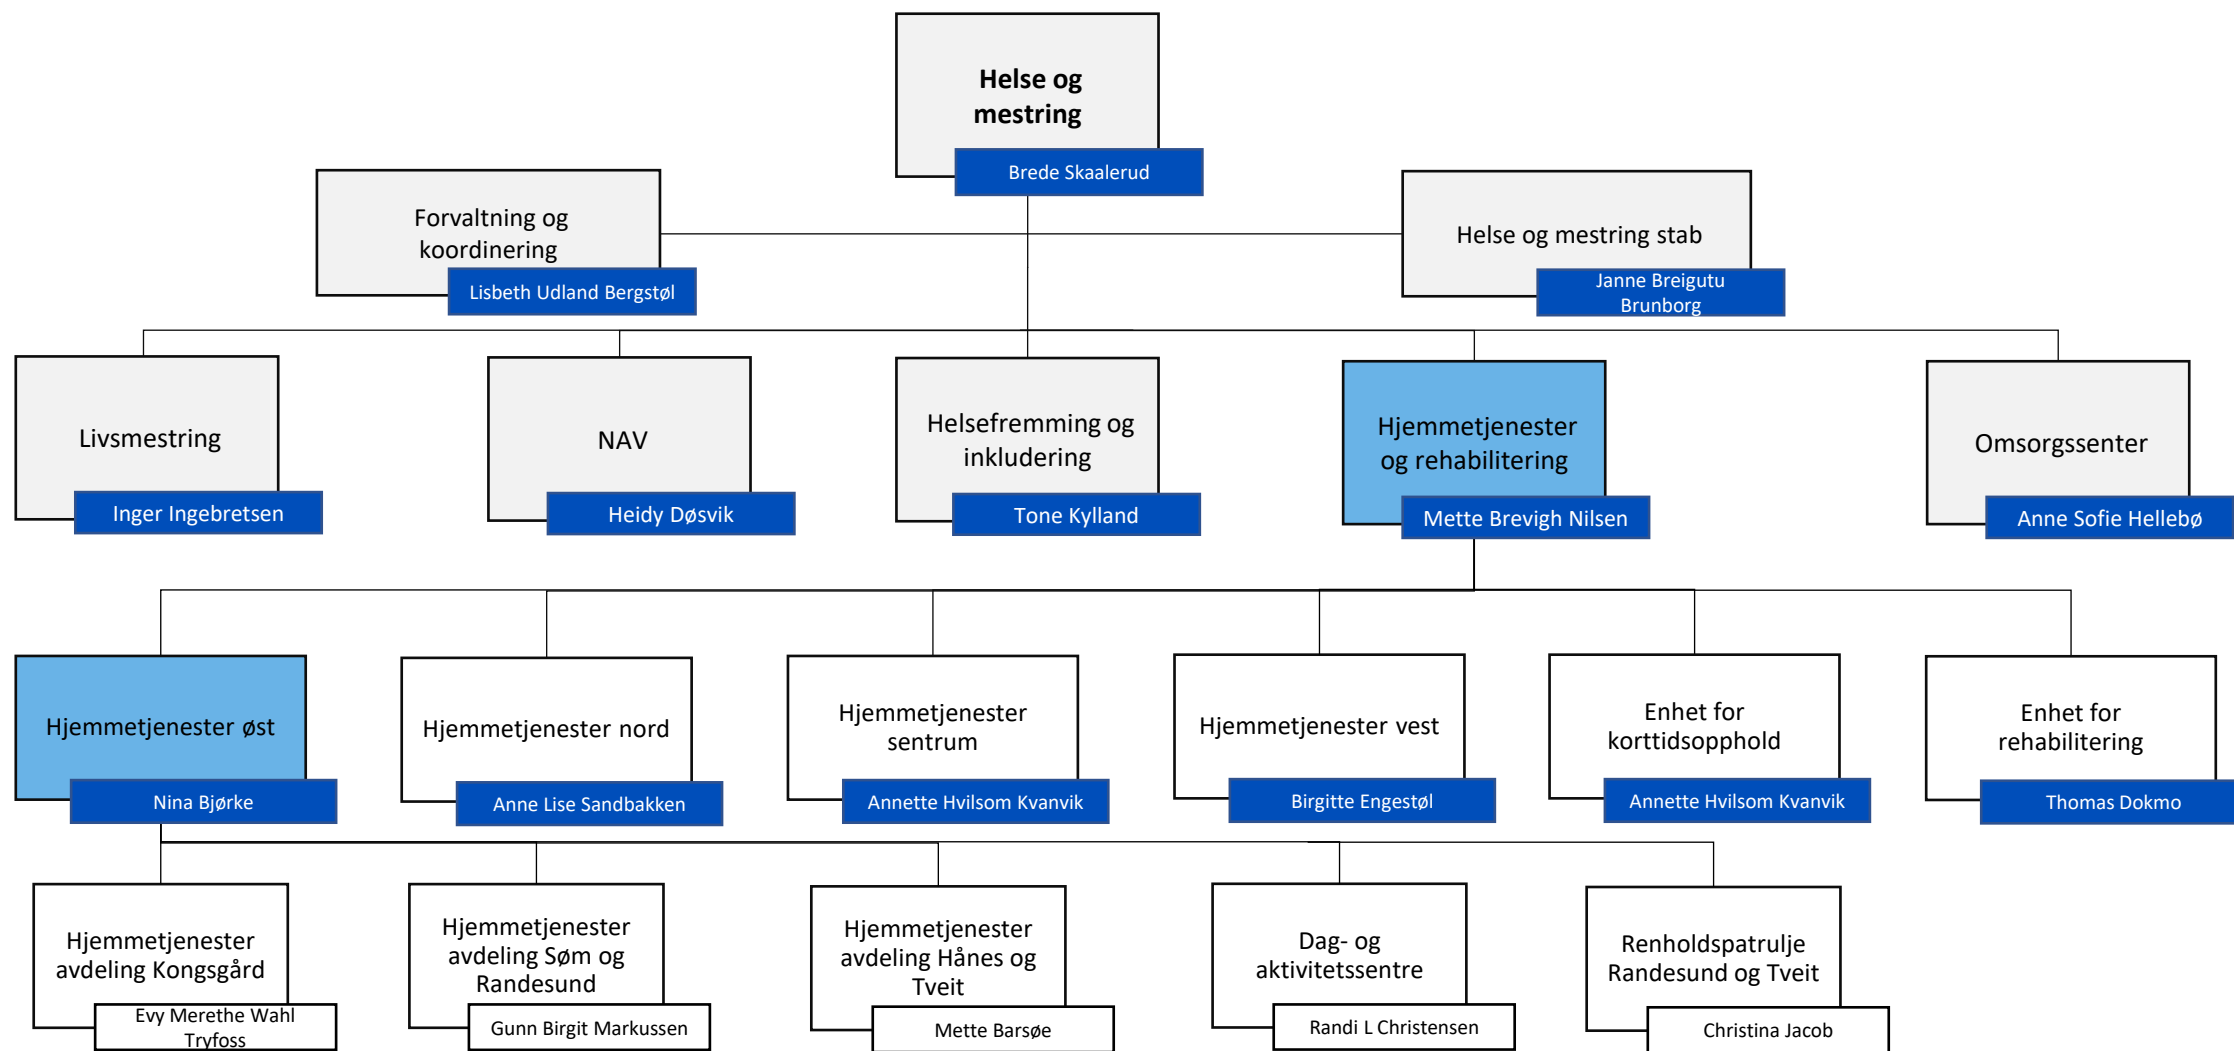 Helse og
mestring
Brede Skaalerud
Forvaltning og
koordinering
Lisbeth Udland Bergstøl
Helse og mestring stab
Janne Breigutu
Brunborg
Livsmestring
Inger Ingebretsen
NAV
Heidy Døsvik
Helsefremming og
inkludering
Tone Kylland
Hjemmetjenester
og rehabilitering
Mette Brevigh Nilsen
Omsorgssenter
Anne Sofie Hellebø
Hjemmetjenester øst
Nina Bjørke
Hjemmetjenester nord
Anne Lise Sandbakken
Hjemmetjenester
sentrum
Annette Hvilsom Kvanvik
Hjemmetjenester vest
Birgitte Engestøl
Enhet for
korttidsopphold
Annette Hvilsom Kvanvik
Enhet for
rehabilitering
Thomas Dokmo
Hjemmetjenester
avdeling Kongsgård
Evy Merethe Wahl
Tryfoss
Hjemmetjenester
avdeling Søm og
Randesund
Gunn Birgit Markussen
Hjemmetjenester
avdeling Hånes og
Tveit
Mette Barsøe
Dag- og
aktivitetssentre
Randi L Christensen
Renholdspatrulje
Randesund og Tveit
Christina Jacob